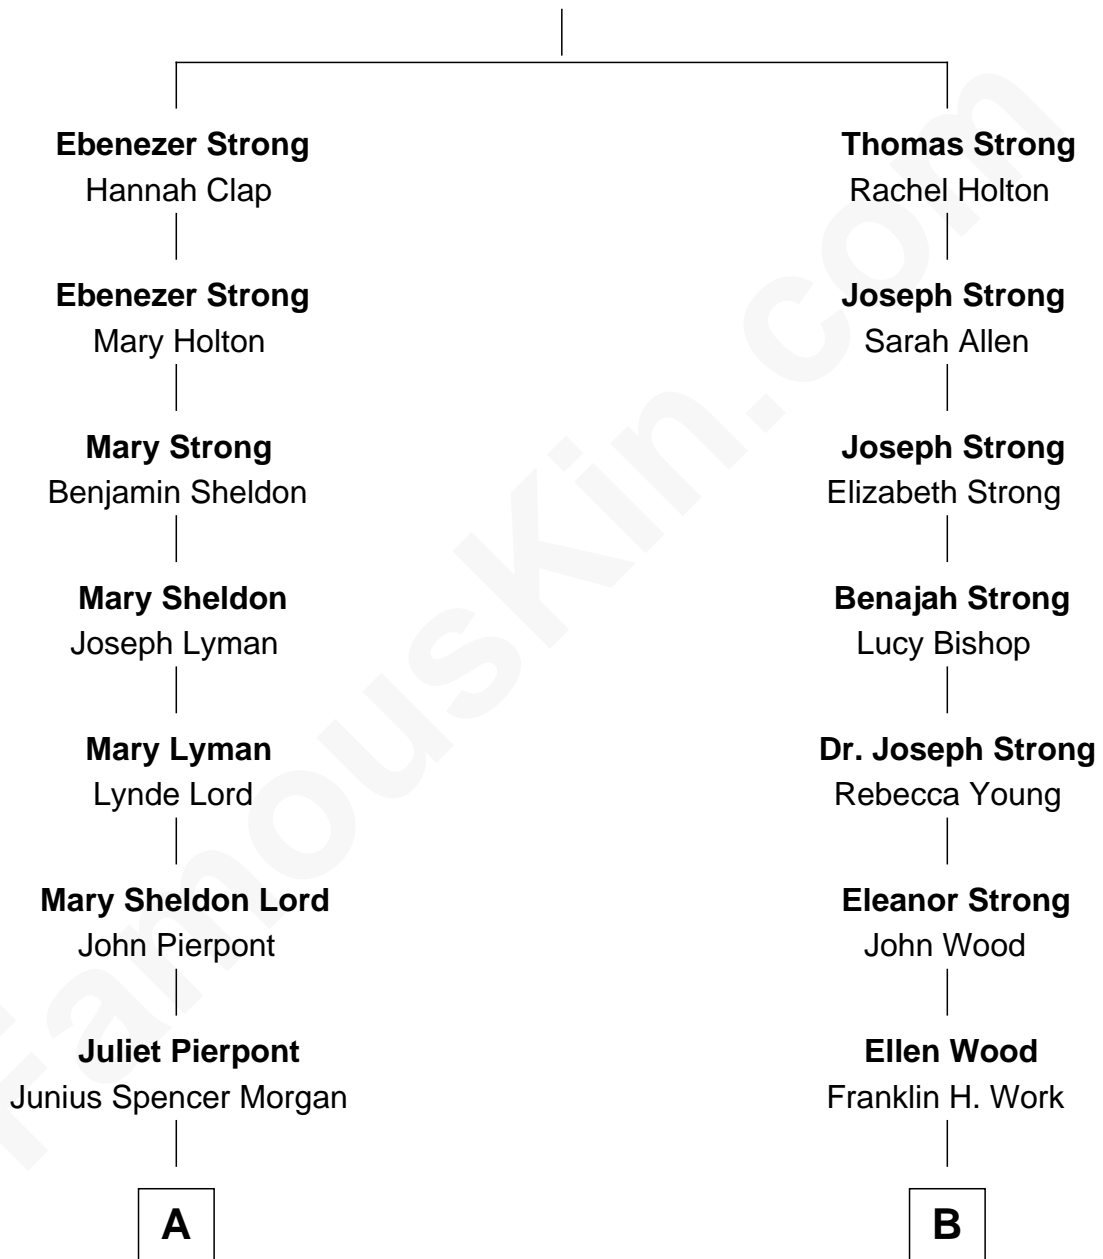 Ebenezer Strong
Hannah Clap
Thomas Strong
Rachel Holton
Ebenezer Strong
Mary Holton
Joseph Strong
Sarah Allen
Mary Strong
Benjamin Sheldon
Joseph Strong
Elizabeth Strong
Mary Sheldon
Joseph Lyman
Benajah Strong
Lucy Bishop
Mary Lyman
Lynde Lord
Dr. Joseph Strong
Rebecca Young
Mary Sheldon Lord
John Pierpont
Eleanor Strong
John Wood
Juliet Pierpont
Junius Spencer Morgan
Ellen Wood
Franklin H. Work
A
B
FamousKin.com